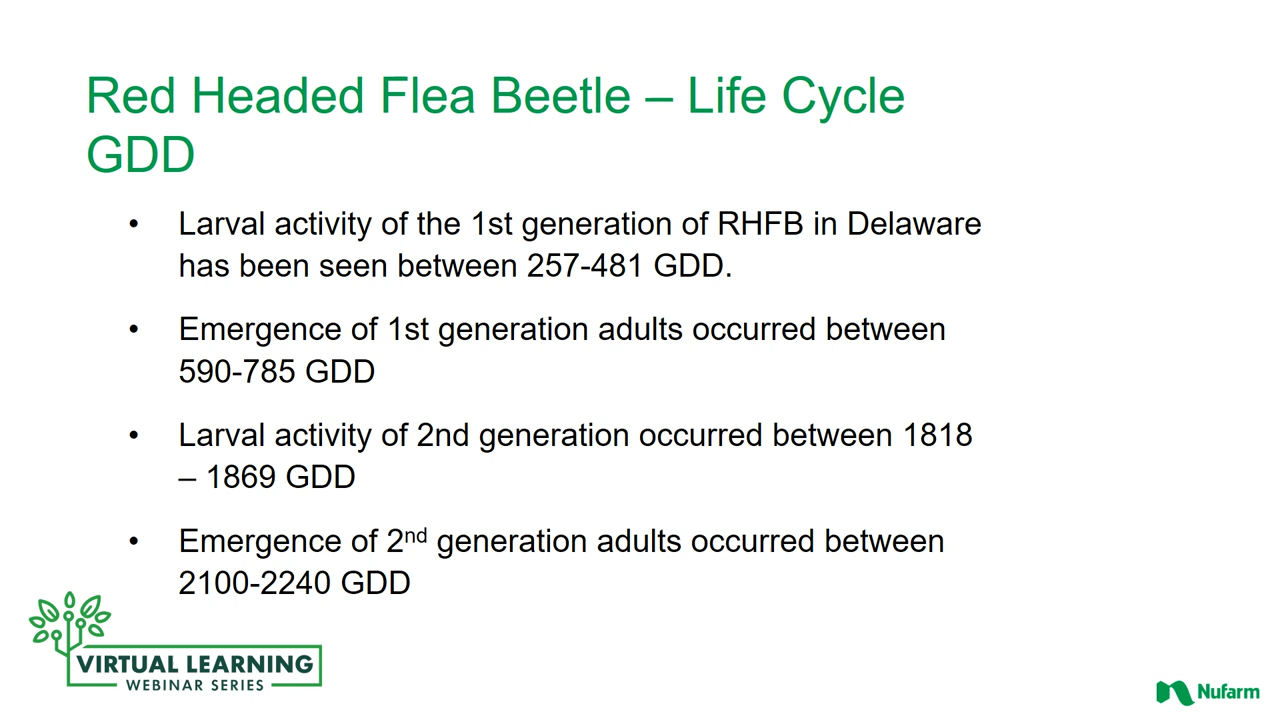 Red Headed Flea Beetle – Life Cycle
GDD
• Larval activity of the 1st generation of RHFB in Delaware
has been seen between 257-481 GDD.
• Emergence of 1st generation adults occurred between
590-785 GDD
• Larval activity of 2nd generation occurred between 1818
– 1869 GDD
• Emergence of 2nd generation adults occurred between
2100-2240 GDD
VIRTUAL LEARNING
WEBINAR SERIES
Nufarm